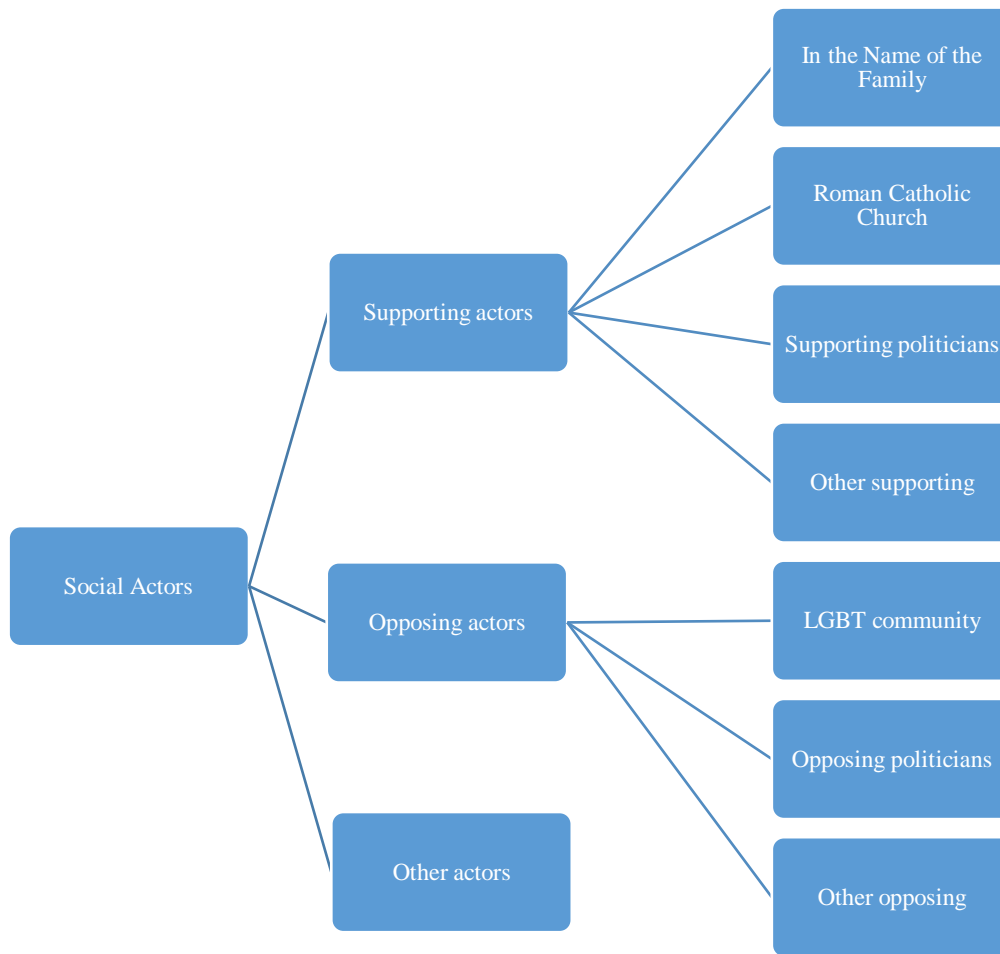 In the Name of the
Family
Roman Catholic
Church
Supporting actors
Supporting politicians
Other supporting
Social Actors
Opposing actors
LGBT community
Opposing politicians
Other actors
Other opposing